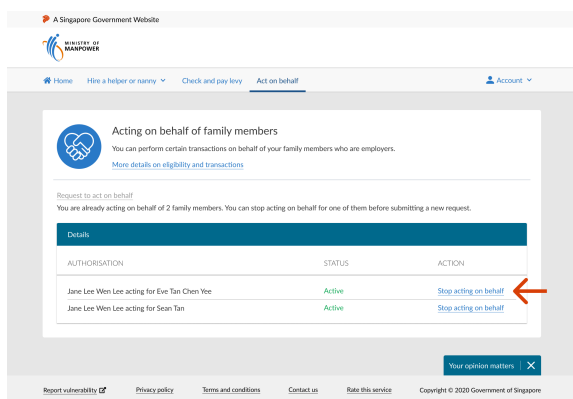 A Singapore Government Website
MINISTRY OF
MANPOWER
Home Hire a helper or nanny Check and pay levy Act on behalf Account
Acting on behalf of family members
You can perform certain transactions on behalf of your family members who are employers.
More details on eligibility and transactions
Request to act on behalf
You are already acting on behalf of 2 family members. You can stop acting on behalf for one of them before submitting a new request.
Details
AUTHORISATION STATUS ACTION
Jane Lee Wen Lee acting for Eve Tan Chen Yee Active Stop acting on behalf
Jane Lee Wen Lee acting for Sean Tan Active Stop acting on behalf
Your opinion matters
Report vulnerability Privacy policy Terms and conditions Contact us Rate this service Copyright © 2020 Government of Singapore